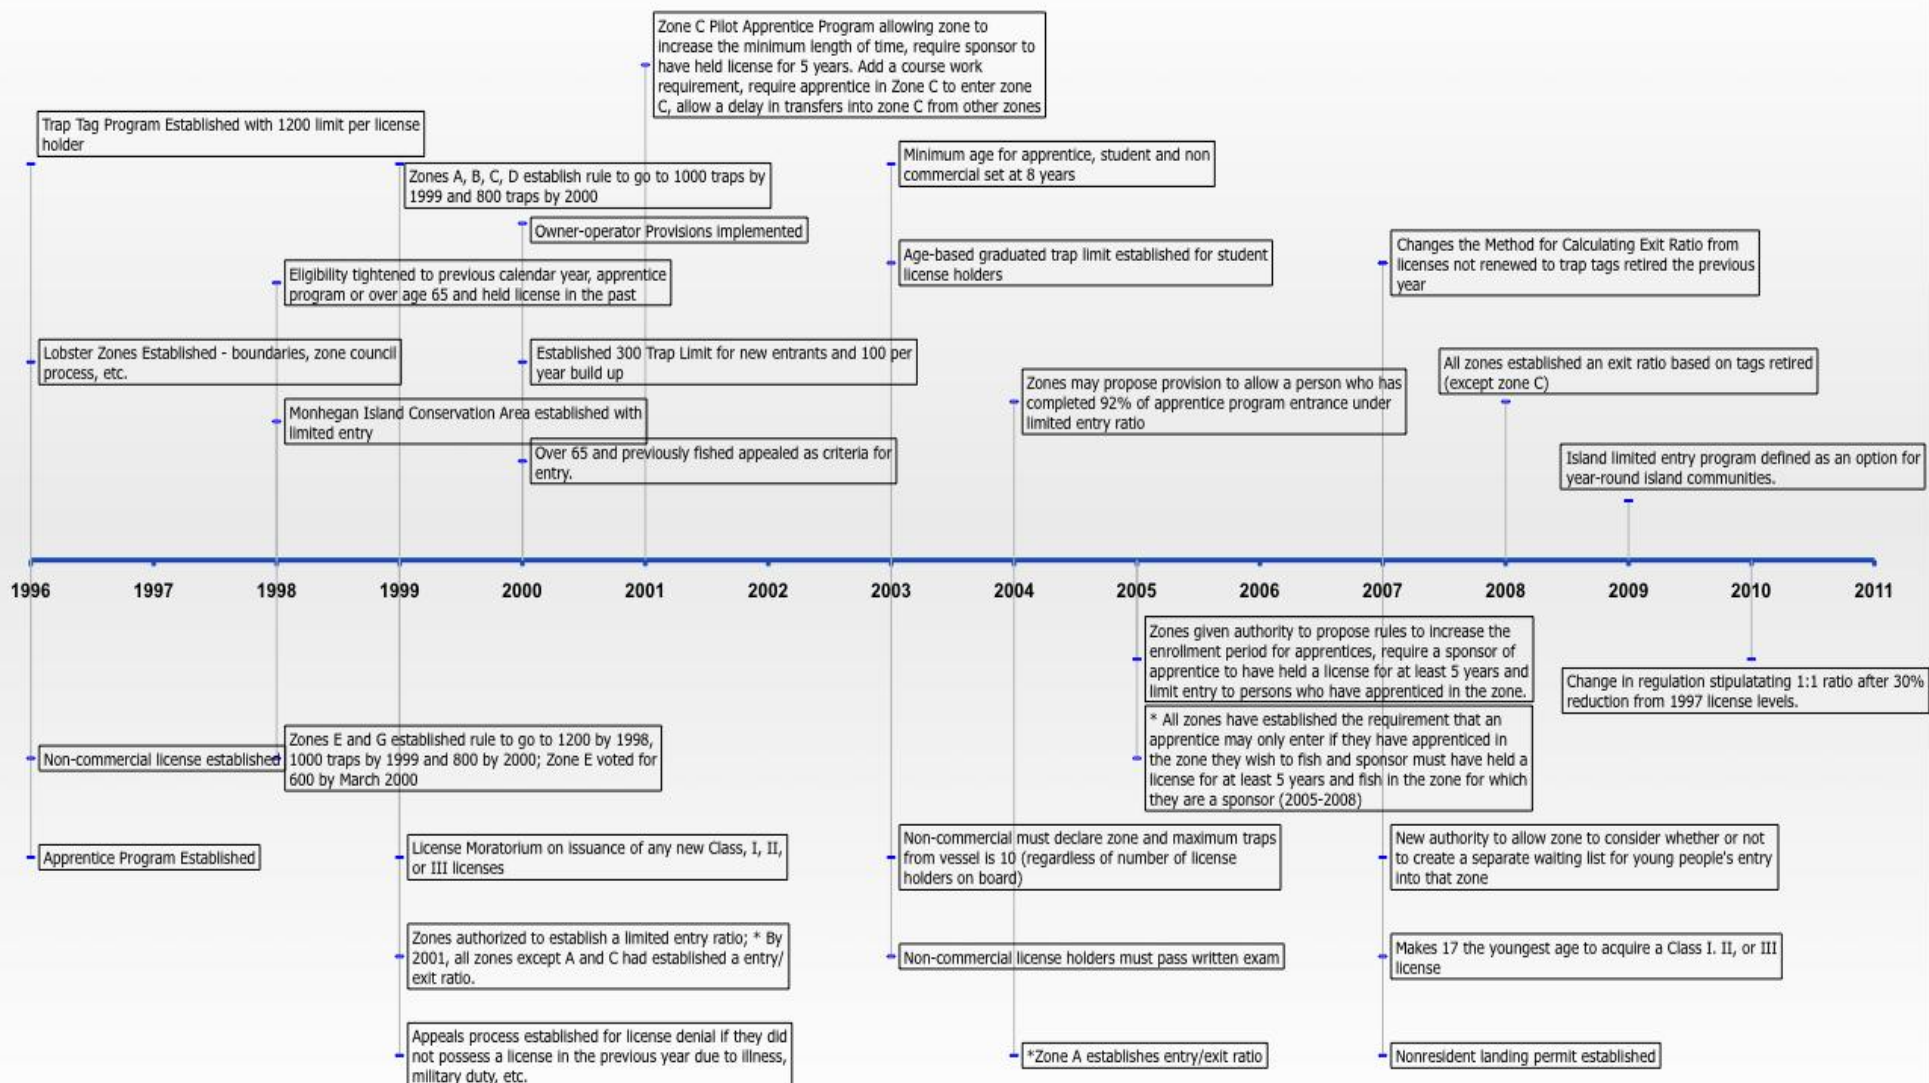 Zone C Pilot Apprentice Program allowing zone to
increase the minimum length of time, require sponsor to
have held license for 5 years. Add a course work
requirement, require apprentice in Zone C to enter zone
C, allow a delay in transfers into zone C from other zones
Trap Tag Program Established with 1200 limit per license
holder
Zones A, B, C, D establish rule to go to 1000 traps by
1999 and 800 traps by 2000
Minimum age for apprentice, student and non
commercial set at 8 years
Owner-operator Provisions implemented
Eligibility tightened to previous calendar year, apprentice
program or over age 65 and held license in the past
Age-based graduated trap limit established for student
license holders
Changes the Method for Calculating Exit Ratio from
licenses not renewed to trap tags retired the previous
year
Lobster Zones Established - boundaries, zone council
process, etc.
Established 300 Trap Limit for new entrants and 100 per
year build up
Zones may propose provision to allow a person who has
completed 92% of apprentice program entrance under
limited entry ratio
All zones established an exit ratio based on tags retired
(except zone C)
Monhegan Island Conservation Area established with
limited entry
Over 65 and previously fished appealed as criteria for
entry.
Island limited entry program defined as an option for
year-round island communities.
1996 1997 1998 1999 2000 2001 2002 2003 2004 2005 2006 2007 2008 2009 2010 2011
Zones given authority to propose rules to increase the
enrollment period for apprentices, require a sponsor of
apprentice to have held a license for at least 5 years and
limit entry to persons who have apprenticed in the zone.
Change in regulation stipulatating 1:1 ratio after 30%
reduction from 1997 license levels.
* All zones have established the requirement that an
apprentice may only enter if they have apprenticed in
the zone they wish to fish and sponsor must have held a
license for at least 5 years and fish in the zone for which
they are a sponsor (2005-2008)
Non-commercial license established
Zones E and G established rule to go to 1200 by 1998,
1000 traps by 1999 and 800 by 2000; Zone E voted for
600 by March 2000
Apprentice Program Established
License Moratorium on issuance of any new Class, I, II,
or III licenses
Non-commercial must declare zone and maximum traps
from vessel is 10 (regardless of number of license
holders on board)
New authority to allow zone to consider whether or not
to create a separate waiting list for young people's entry
into that zone
Zones authorized to establish a limited entry ratio; * By
2001, all zones except A and C had established a entry/
exit ratio.
Non-commercial license holders must pass written exam
Makes 17 the youngest age to acquire a Class I. II, or III
license
Appeals process established for license denial if they did
not possess a license in the previous year due to illness,
military duty, etc.
*Zone A establishes entry/exit ratio
Nonresident landing permit established